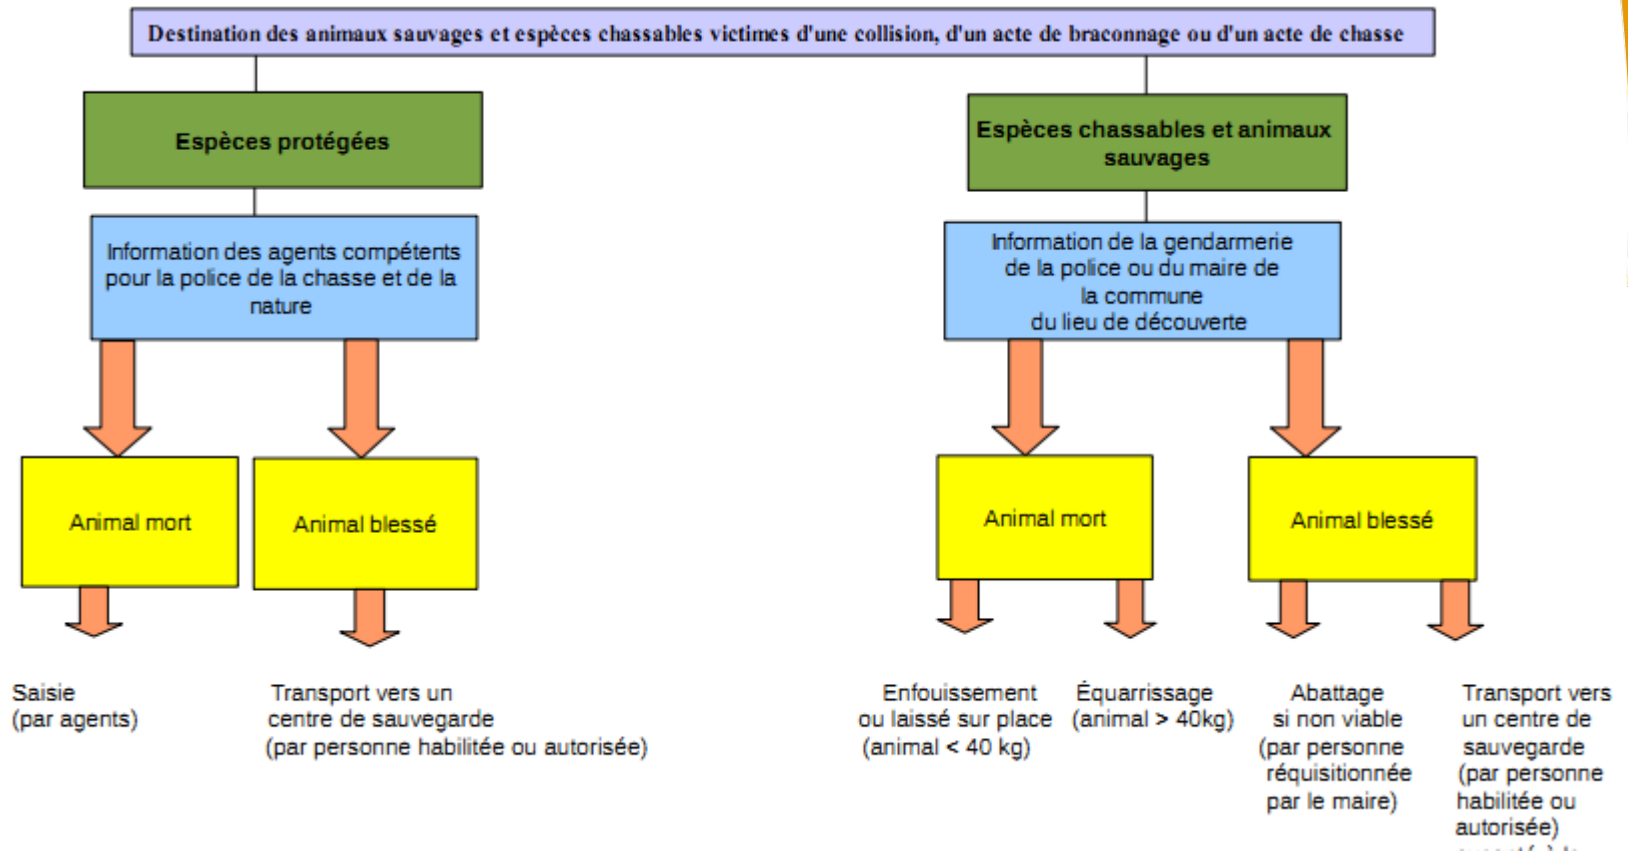 Destination des animaux sauvages et espèces chassables victimes d'une collision, d'un acte de braconnage ou d'un acte de chasse
Espèces protégées
Espèces chassables et animaux
sauvages
Information des agents compétents
pour la police de la chasse et de la
nature
Information de la gendarmerie
de la police ou du maire de
la commune
du lieu de découverte
Animal mort
Animal blessé
Animal mort
Animal blessé
Saisie
(par agents)
Transport vers un
centre de sauvegarde
(par personne habilitée ou autorisée)
Enfouissement
ou laissé sur place
(animal < 40 kg)
Équarrissage
(animal > 40kg)
Abattage
si non viable
(par personne
réquisitionnée
par le maire)
Transport vers
un centre de
sauvegarde
(par personne
habilitée ou
autorisée)